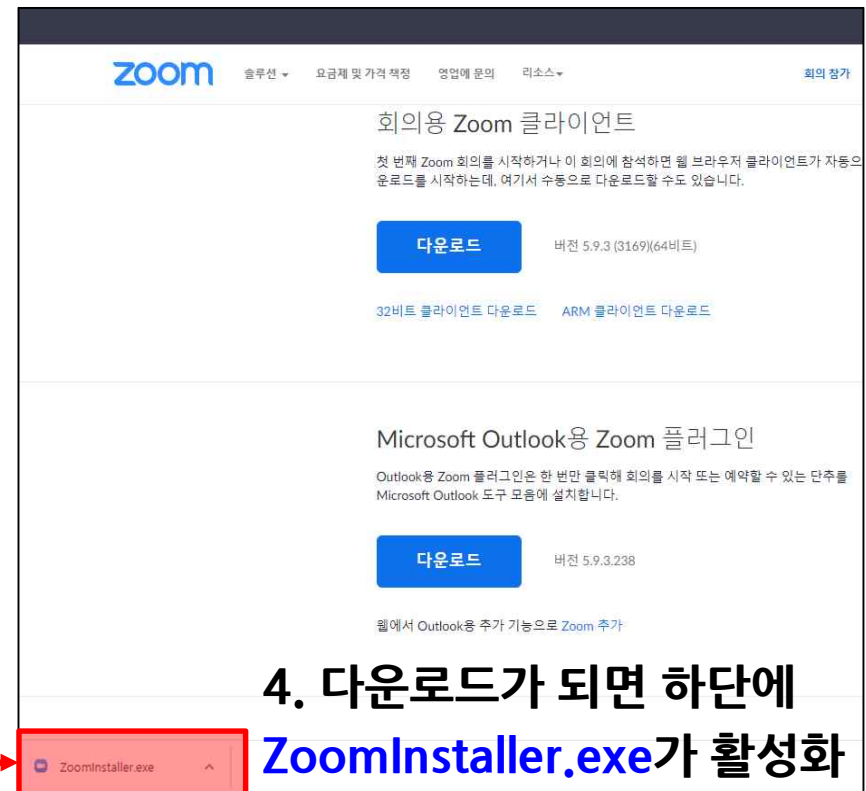 zoom 솔루션 요금제 및 가격 책정 영업에 문의 리소스 회의 참가
회의용 Zoom 클라이언트
첫 번째 Zoom 회의를 시작하거나 이 회의에 참석하면 웹 브라우저 클라이언트가 자동으
운로드를 시작하는데, 여기서 수동으로 다운로드할 수도 있습니다.
다운로드 버전 5.9.3 (3169)(64비트)
32비트 클라이언트 다운로드 ARM 클라이언트 다운로드
Microsoft Outlook용 Zoom 플러그인
Outlook용 Zoom 플러그인은 한 번만 클릭해 회의를 시작 또는 예약할 수 있는 단추를
Microsoft Outlook 도구 모음에 설치합니다.
다운로드 버전 5.9.3.238
웹에서 Outlook용 추가 기능으로 Zoom 추가
4. 다운로드가 되면 하단에
ZoomInstaller.exe가 활성화
ZoomInstaller.exe